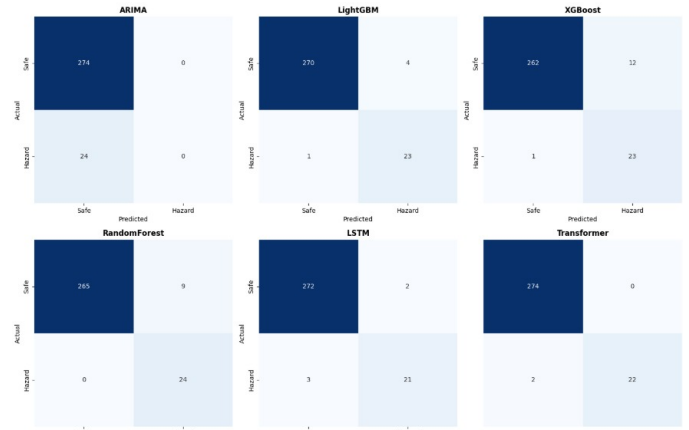 ARIMA LightGBM XGBoost
Safe 274 0 Safe 270 4 Safe 262 12
Actual Actual Actual
Hazard 24 0 Hazard 1 23 Hazard 1 23
Safe Hazard Safe Hazard Safe Hazard
Predicted Predicted Predicted
RandomForest LSTM Transformer
Safe 265 9 Safe 272 2 Safe 274 0
Actual Actual Actual
Hazard 0 24 Hazard 3 21 Hazard 2 22